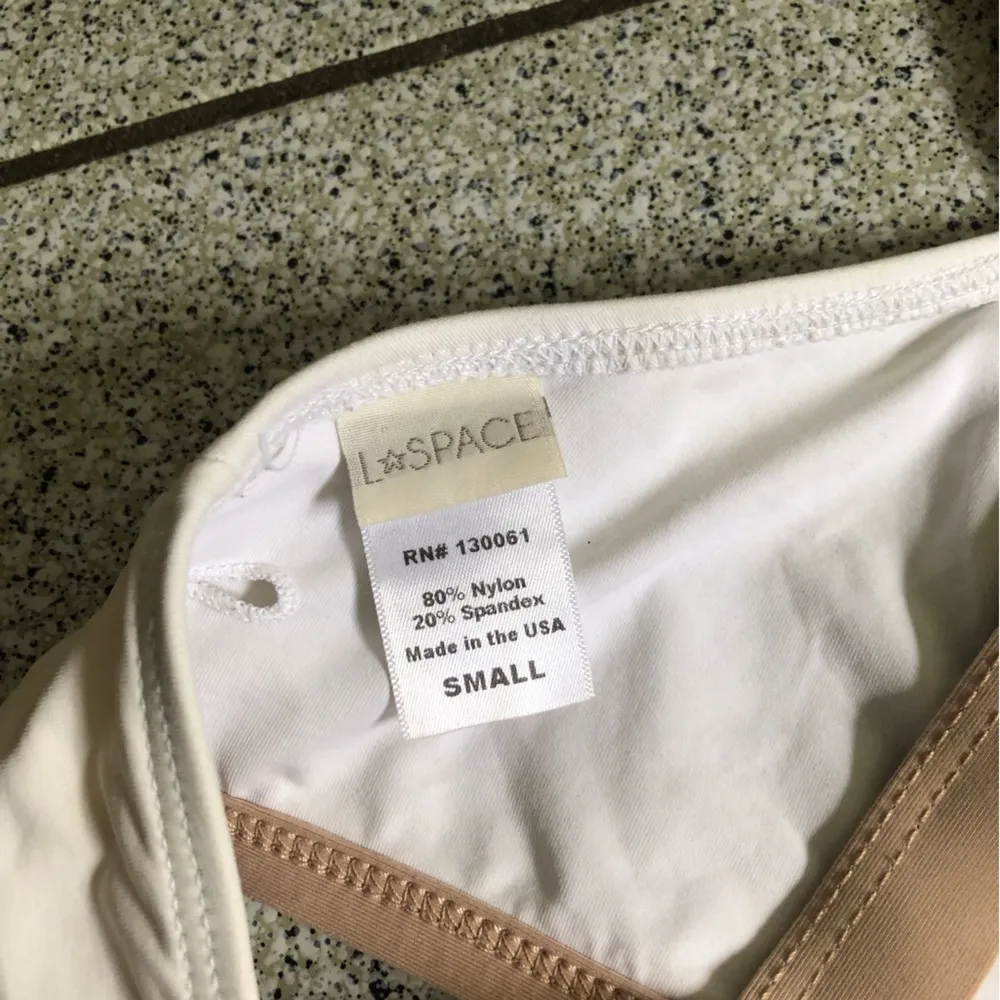 L☆SPACE
RN# 130061
80% Nylon
20% Spandex
Made in the USA
SMALL